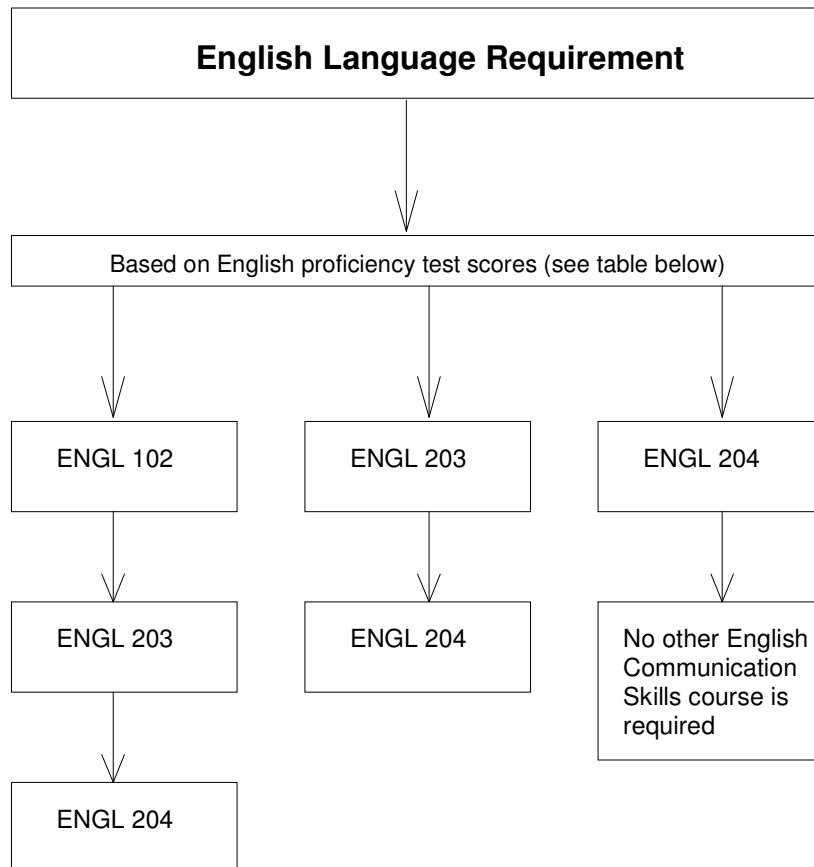 English Language Requirement
Based on English proficiency test scores (see table below)
ENGL 102
ENGL 203
ENGL 204
ENGL 203
ENGL 204
No other English
Communication
Skills course is
required
ENGL 204